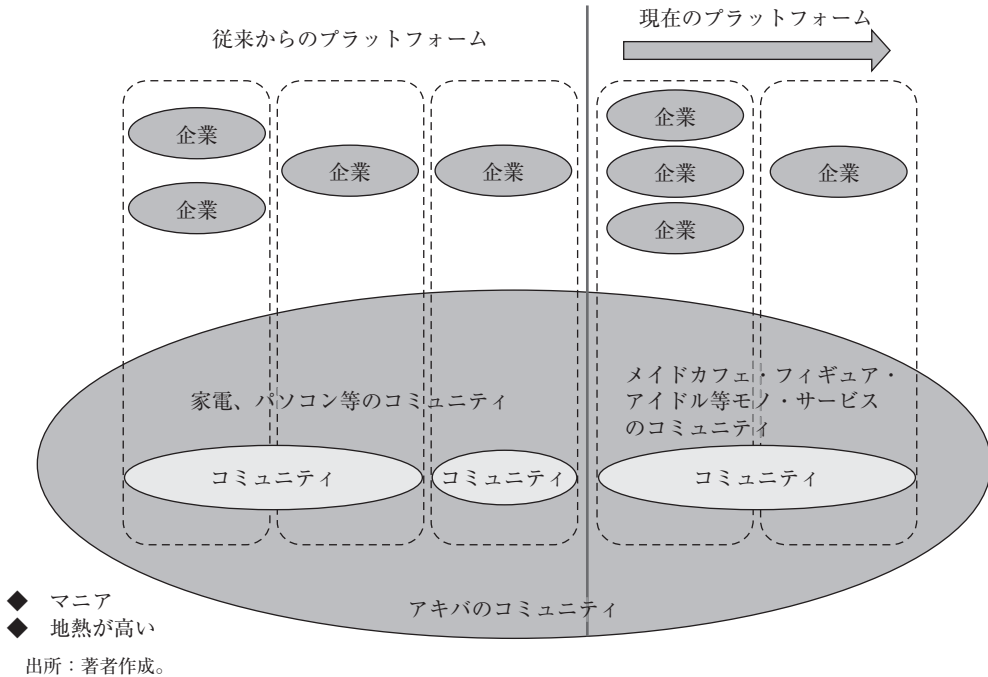 従来からのプラットフォーム
現在のプラットフォーム
企業
企業
企業
企業
企業
企業
企業
企業
家電、パソコン等のコミュニティ
メイドカフェ・フィギュア・
アイドル等モノ・サービス
のコミュニティ
コミュニティ
コミュニティ
コミュニティ
アキバのコミュニティ
◆ マニア
◆ 地熱が高い
出所：著者作成。